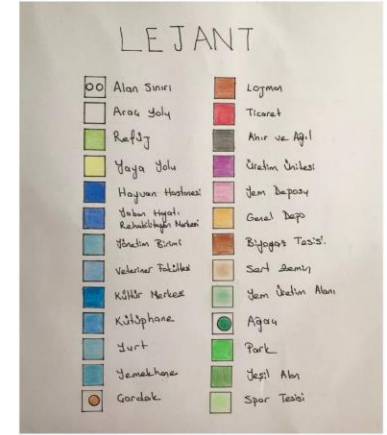 LEJANT
Alan Sınırı
Araç Yolu
Refüj
Yaya Yolu
Hayvan Hastanesi
Yaban Hayatı
Rehabilitasyon Merkezi
Yönetim Birimi
Veteriner Fakültesi
Kültür Merkez
Kütüphane
Yurt
Yemekhane
Çardak
Lojman
Ticaret
Ahır ve Ağıl
Üretim Ünitesi
Yem Deposu
Genel Depo
Biyogaz Tesisi
Sert Zemin
Yem Üretim Alanı
Ağaç
Park
Yeşil Alan
Spor Tesisi